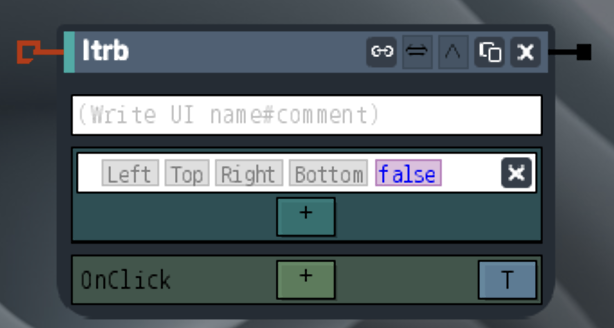 ltrb
(Write UI name#comment)
Left Top Right Bottom false
+
OnClick + T